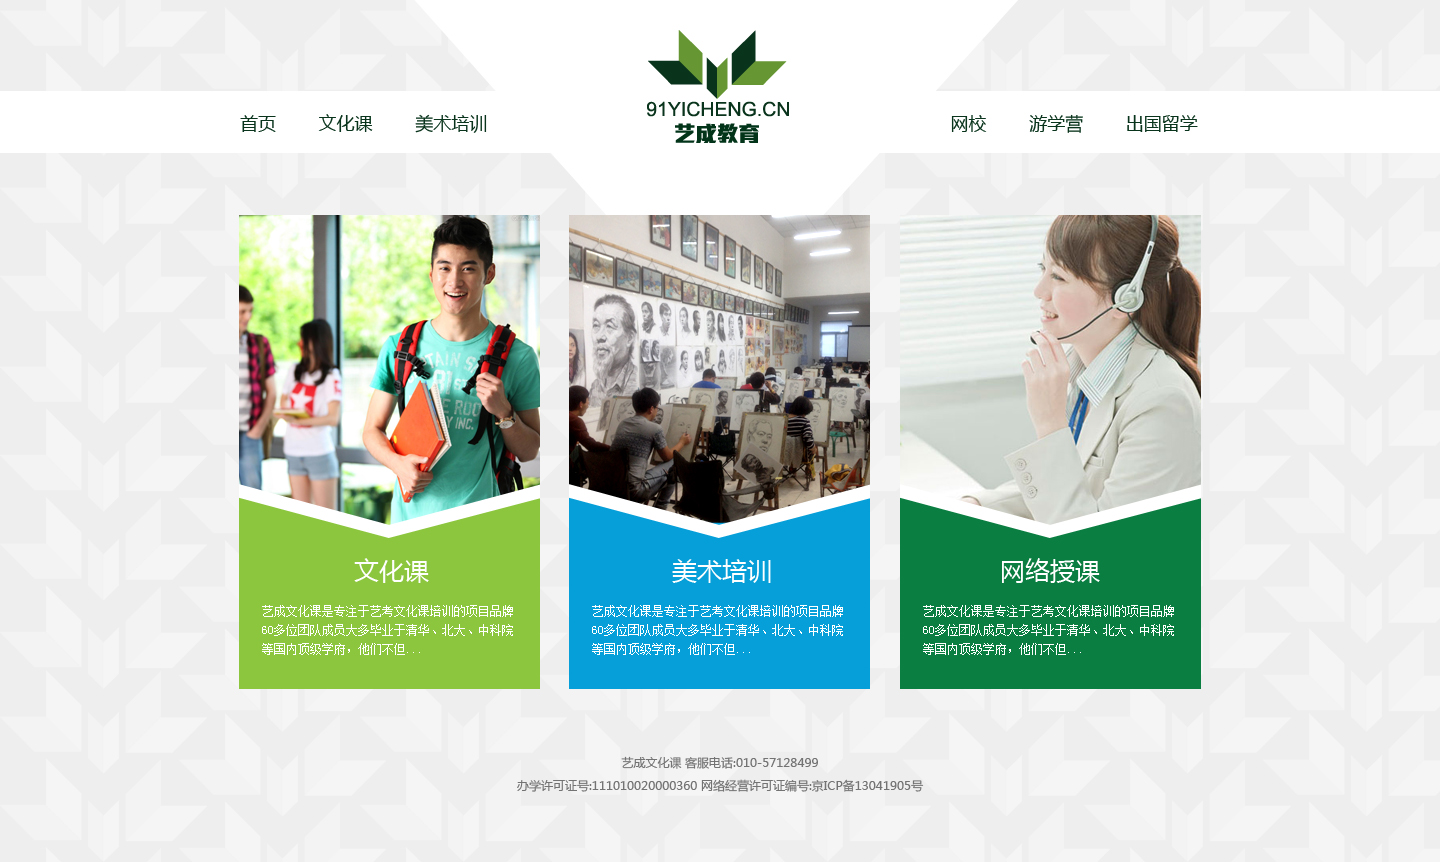 91YICHENG.CN
艺成教育
首页 文化课 美术培训 网校 游学营 出国留学
文化课
艺成文化课是专注于艺考文化课培训的项目品牌
60多位团队成员大多毕业于清华、北大、中科院
等国内顶级学府，他们不但...
美术培训
艺成文化课是专注于艺考文化课培训的项目品牌
60多位团队成员大多毕业于清华、北大、中科院
等国内顶级学府，他们不但...
网络授课
艺成文化课是专注于艺考文化课培训的项目品牌
60多位团队成员大多毕业于清华、北大、中科院
等国内顶级学府，他们不但...
艺成文化课 客服电话:010-57128499
办学许可证号:111010020000360 网络经营许可证编号:京ICP备13041905号